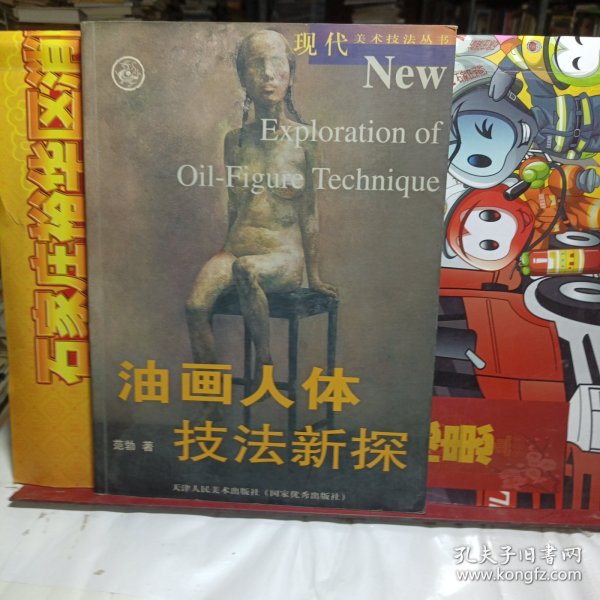 现代美术技法丛书
New
Exploration of
Oil-Figure Technique
油画人体
技法新探
范勃 著
天津人民美术出版社（国家优秀出版社）
石家庄裕华区消
孔夫子旧书网
www.kongfz.com